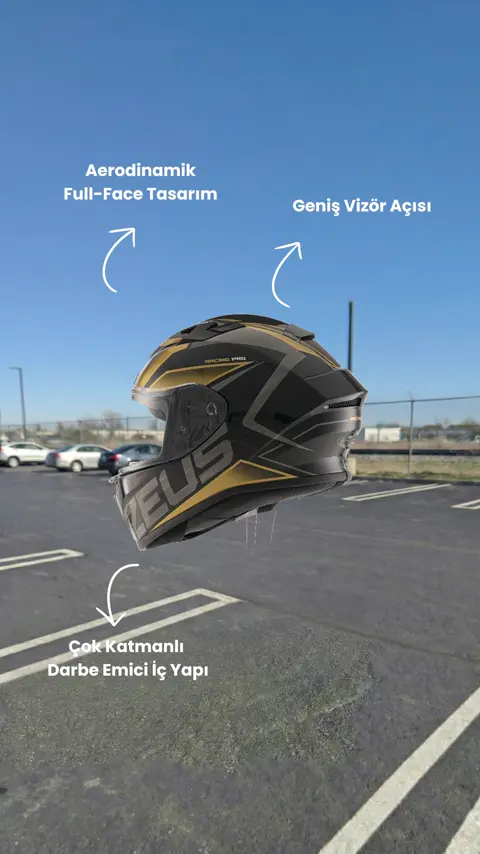 Aerodinamik
Full-Face Tasarım
Geniş Vizör Açısı
RACING PRO
ZEUS
Çok Katmanlı
Darbe Emici İç Yapı